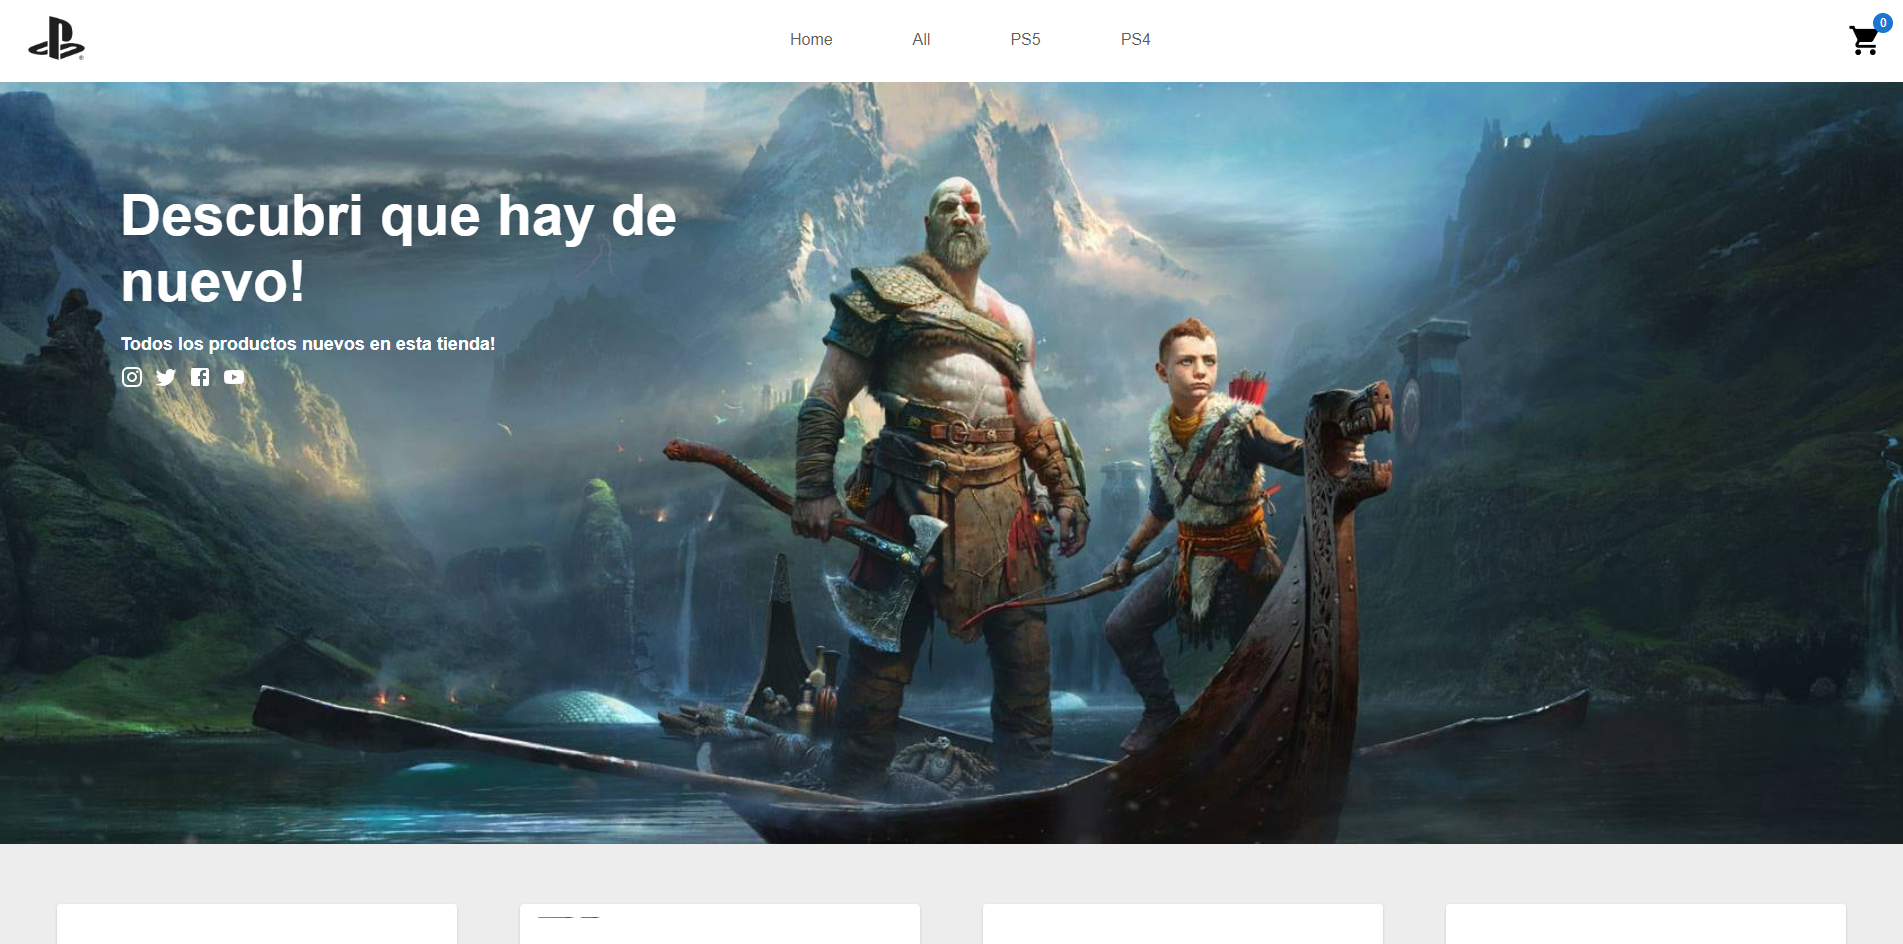 Home All PS5 PS4
0
Descubri que hay de
nuevo!
Todos los productos nuevos en esta tienda!